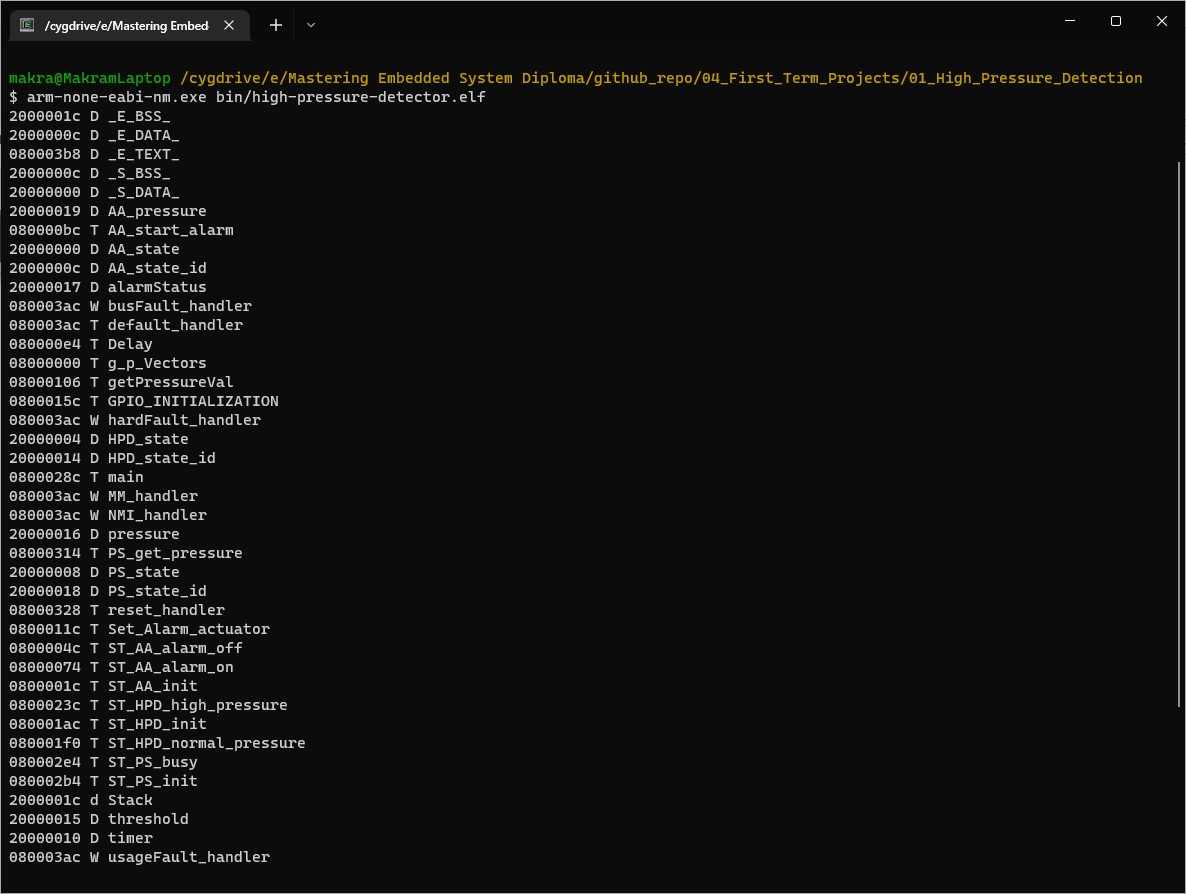 /cygdrive/e/Mastering Embed
makra@MakramLaptop /cygdrive/e/Mastering Embedded System Diploma/github_repo/04_First_Term_Projects/01_High_Pressure_Detection
$ arm-none-eabi-nm.exe bin/high-pressure-detector.elf
2000001c D _E_BSS_
2000000c D _E_DATA_
080003b8 D _E_TEXT_
2000000c D _S_BSS_
20000000 D _S_DATA_
20000019 D AA_pressure
080000bc T AA_start_alarm
20000000 D AA_state
2000000c D AA_state_id
20000017 D alarmStatus
080003ac W busFault_handler
080003ac T default_handler
080000e4 T Delay
08000000 T g_p_Vectors
08000106 T getPressureVal
0800015c T GPIO_INITIALIZATION
080003ac W hardFault_handler
20000004 D HPD_state
20000014 D HPD_state_id
0800028c T main
080003ac W MM_handler
080003ac W NMI_handler
20000016 D pressure
08000314 T PS_get_pressure
20000008 D PS_state
20000018 D PS_state_id
08000328 T reset_handler
0800011c T Set_Alarm_actuator
0800004c T ST_AA_alarm_off
08000074 T ST_AA_alarm_on
0800001c T ST_AA_init
0800023c T ST_HPD_high_pressure
080001ac T ST_HPD_init
080001f0 T ST_HPD_normal_pressure
080002e4 T ST_PS_busy
080002b4 T ST_PS_init
2000001c d Stack
20000015 D threshold
20000010 D timer
080003ac W usageFault_handler